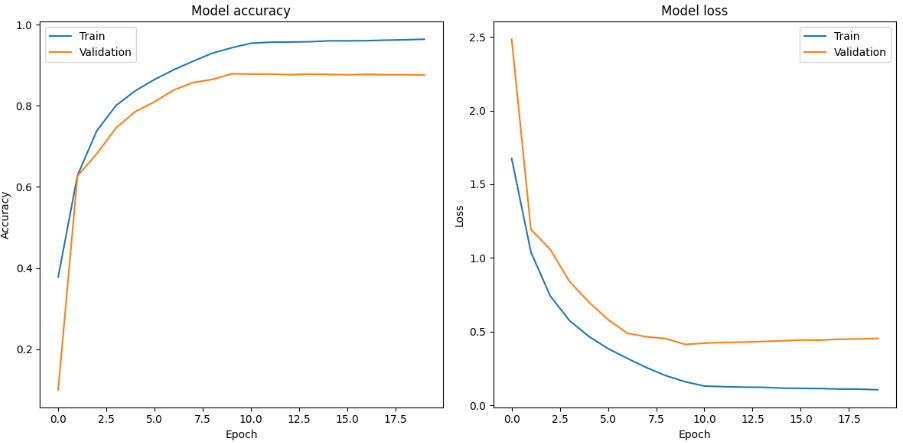 Model accuracy
Train
Validation
1.0
0.8
0.6
0.4
0.2
Accuracy
0.0 2.5 5.0 7.5 10.0 12.5 15.0 17.5
Epoch
Model loss
Train
Validation
2.5
2.0
1.5
1.0
0.5
0.0
Loss
0.0 2.5 5.0 7.5 10.0 12.5 15.0 17.5
Epoch